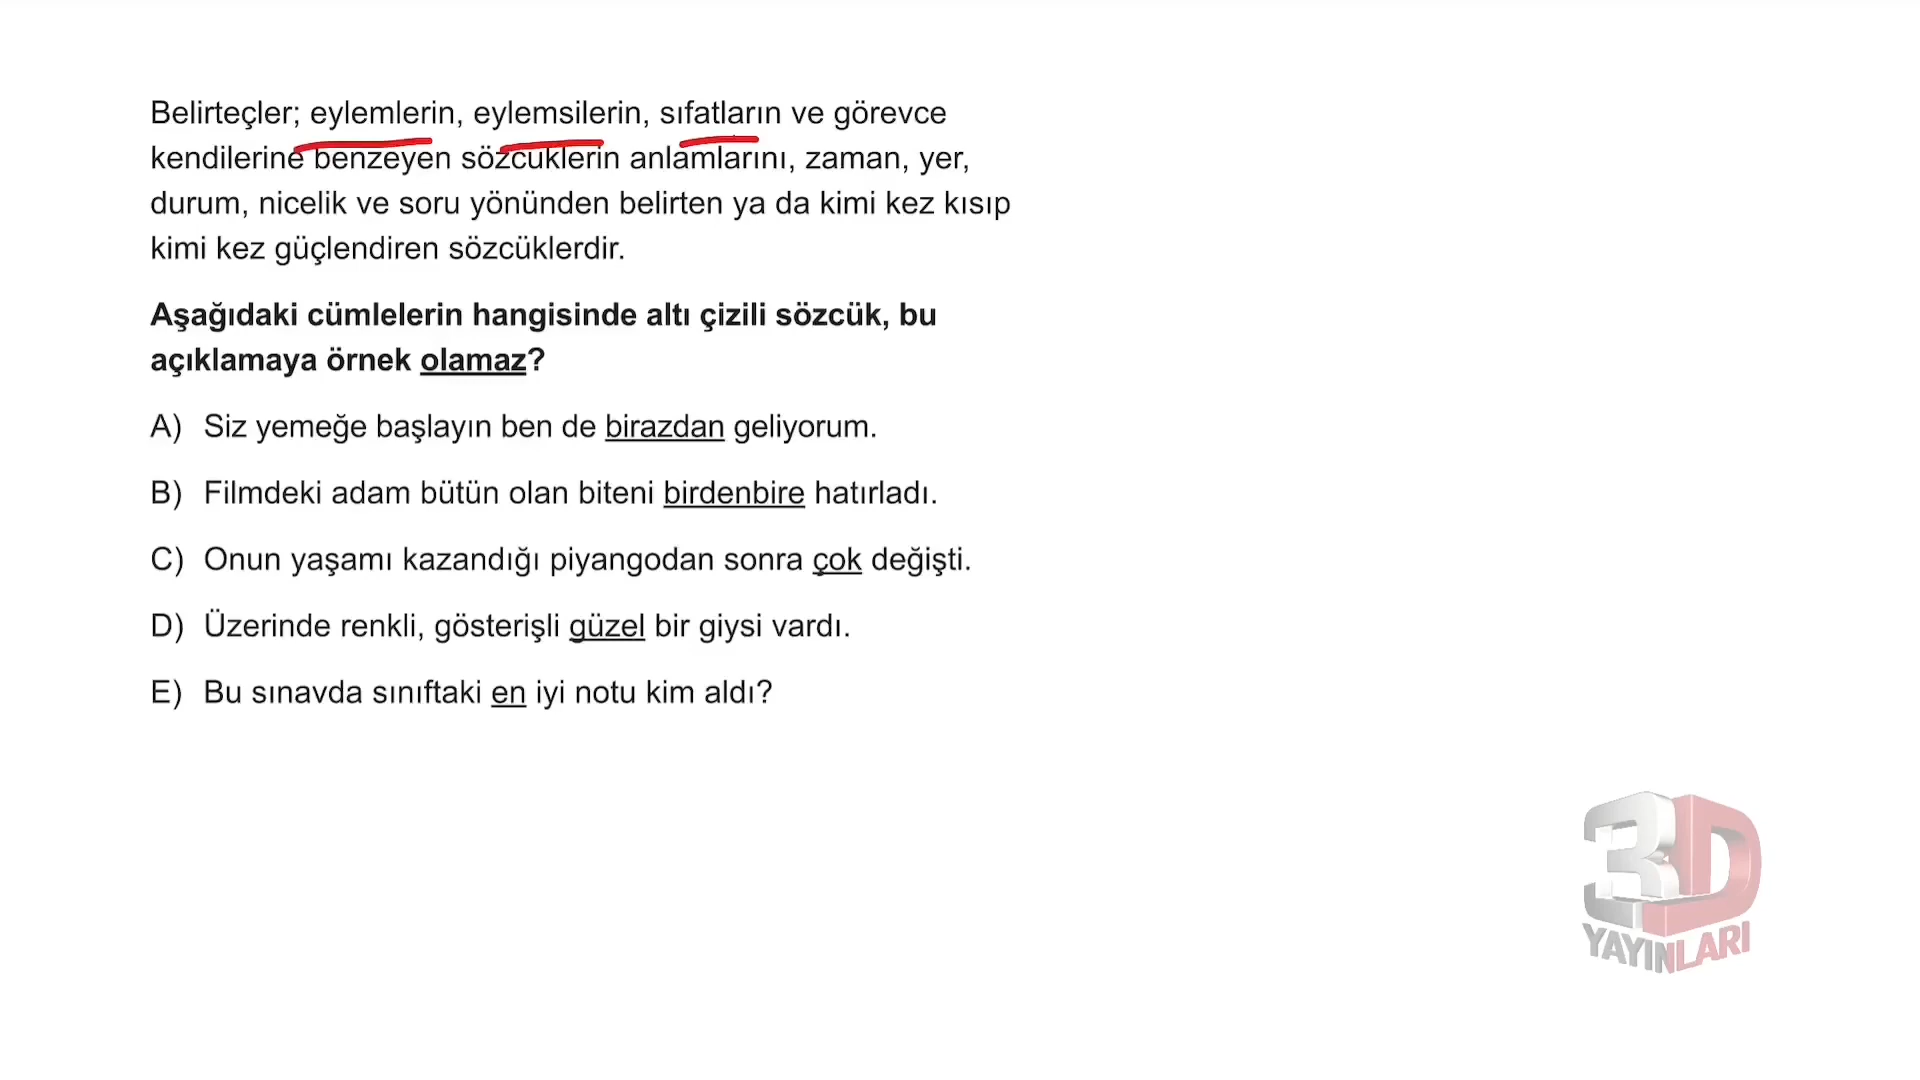 Belirteçler; eylemlerin, eylemsilerin, sıfatların ve görevce
kendilerine benzeyen sözcüklerin anlamlarını, zaman, yer,
durum, nicelik ve soru yönünden belirten ya da kimi kez kısıp
kimi kez güçlendiren sözcüklerdir.
Aşağıdaki cümlelerin hangisinde altı çizili sözcük, bu
açıklamaya örnek olamaz?
A) Siz yemeğe başlayın ben de birazdan geliyorum.
B) Filmdeki adam bütün olan biteni birdenbire hatırladı.
C) Onun yaşamı kazandığı piyangodan sonra çok değişti.
D) Üzerinde renkli, gösterişli güzel bir giysi vardı.
E) Bu sınavda sınıftaki en iyi notu kim aldı?
3D
YAYINLARI